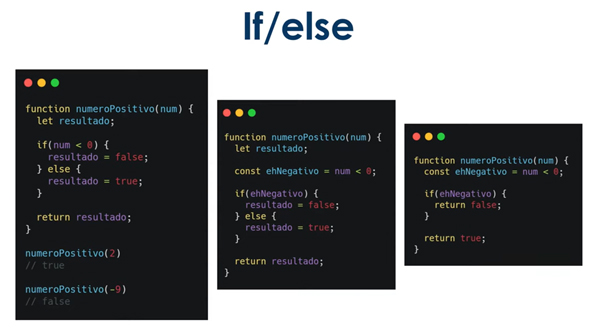 If/else
function numeroPositivo(num) {
let resultado;
if(num < 0) {
resultado = false;
} else {
resultado = true;
}
return resultado;
}
numeroPositivo(2)
// true
numeroPositivo(-9)
// false
function numeroPositivo(num) {
let resultado;
const ehNegativo = num < 0;
if(ehNegativo) {
resultado = false;
} else {
resultado = true;
}
return resultado;
}
function numeroPositivo(num) {
const ehNegativo = num < 0;
if(ehNegativo) {
return false;
}
return true;
}